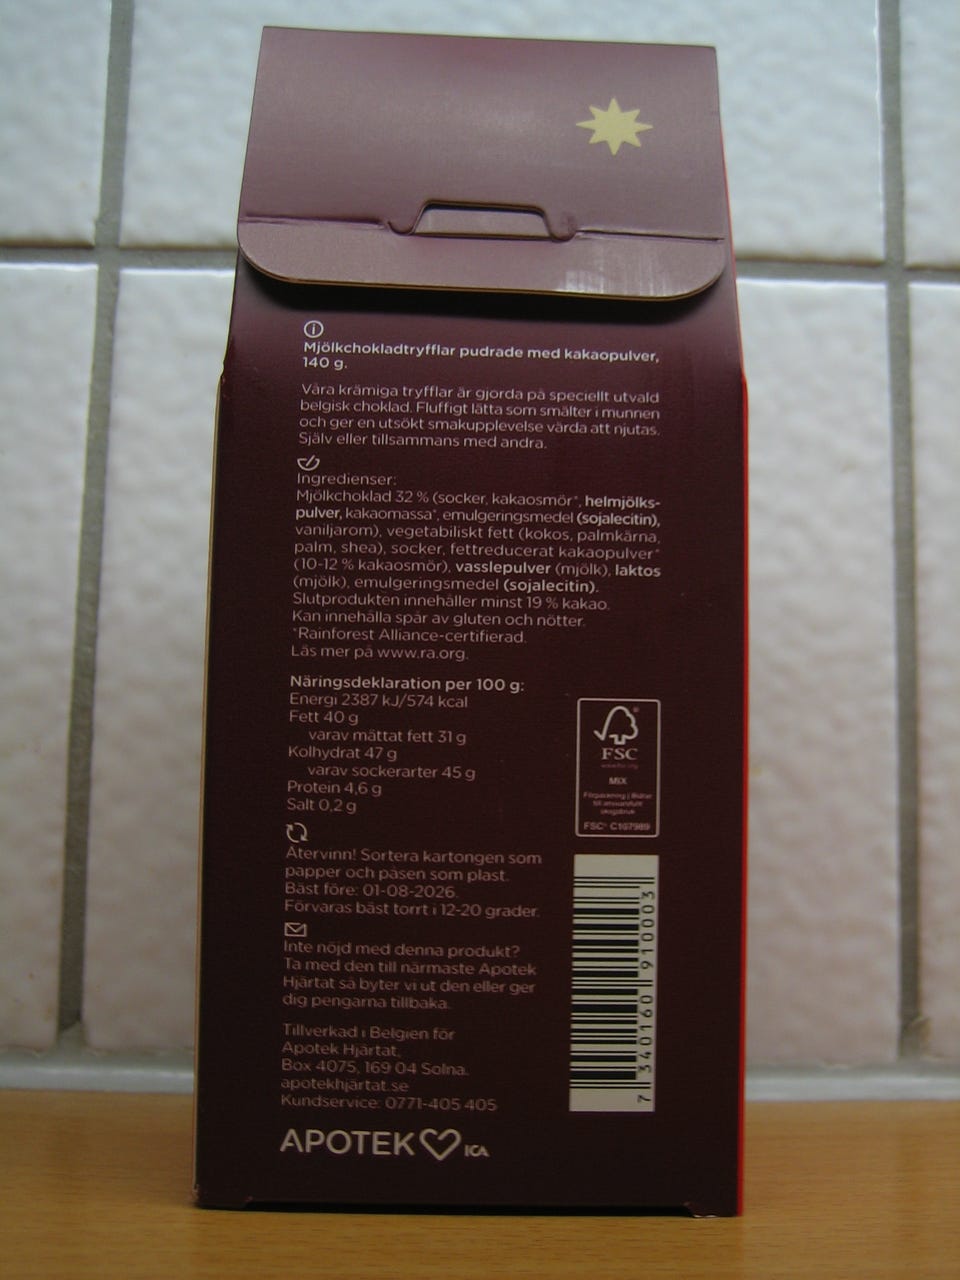 Mjölkchokladtryfflar pudrade med kakaopulver,
140 g.
Våra krämiga tryfflar är gjorda på speciellt utvald
belgisk choklad. Fluffigt lätta som smälter i munnen
och ger en utsökt smakupplevelse värda att njutas.
Själv eller tillsammans med andra.
Ingredienser:
Mjölkchoklad 32 % (socker, kakaosmör*, helmjölks-
pulver, kakaomassa*, emulgeringsmedel (sojalecitin),
vaniljarom), vegetabiliskt fett (kokos, palmkärna,
palm, shea), socker, fettreducerat kakaopulver*
(10-12 % kakaosmör), vasslepulver (mjölk), laktos
(mjölk), emulgeringsmedel (sojalecitin).
Slutprodukten innehåller minst 19 % kakao.
Kan innehålla spår av gluten och nötter.
*Rainforest Alliance-certifierad.
Läs mer på www.ra.org.
Näringsdeklaration per 100 g:
Energi 2387 kJ/574 kcal
Fett 40 g
varav mättat fett 31 g
Kolhydrat 47 g
varav sockerarter 45 g
Protein 4,6 g
Salt 0,2 g
Återvinn! Sortera kartongen som
papper och påsen som plast.
Bäst före: 01-08-2026.
Förvaras bäst torrt i 12-20 grader.
Inte nöjd med denna produkt?
Ta med den till närmaste Apotek
Hjärtat så byter vi ut den eller ger
dig pengarna tillbaka.
Tillverkad i Belgien för
Apotek Hjärtat,
Box 4075, 169 04 Solna.
apotekhjärtat.se
Kundservice: 0771-405 405
APOTEK ICA
FSC®
www.fsc.org
MIX
Förpackning | Bidrar
till ansvarsfullt
skogsbruk
FSC® C107989
7 340160 910003